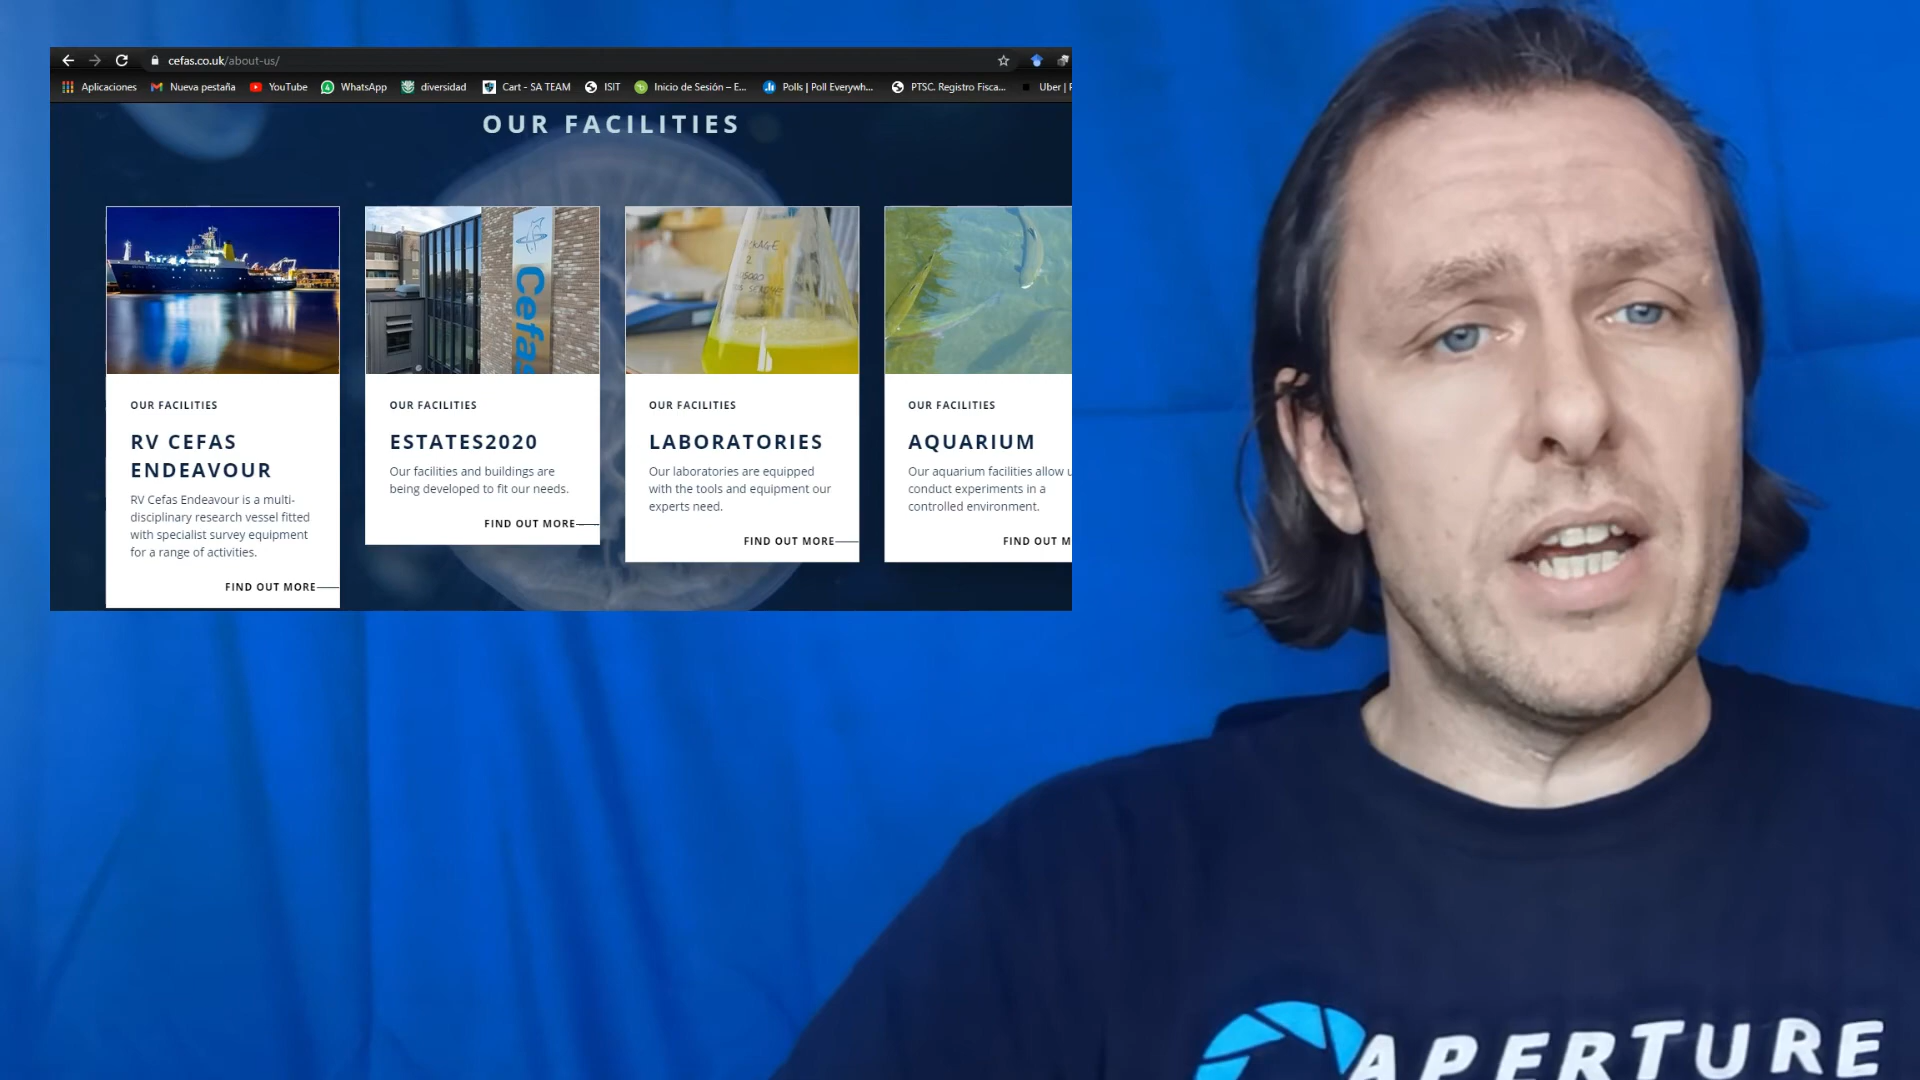 cefas.co.uk/about-us/
Aplicaciones Nueva pestaña YouTube WhatsApp diversidad Cart - SA TEAM ISIT Inicio de Sesión – E... Polls | Poll Everywh... PTSC. Registro Fisca... Uber |
OUR FACILITIES
Cefas
OUR FACILITIES
RV CEFAS
ENDEAVOUR
RV Cefas Endeavour is a multi-
disciplinary research vessel fitted
with specialist survey equipment
for a range of activities.
FIND OUT MORE
OUR FACILITIES
ESTATES2020
Our facilities and buildings are
being developed to fit our needs.
FIND OUT MORE
OUR FACILITIES
LABORATORIES
Our laboratories are equipped
with the tools and equipment our
experts need.
FIND OUT MORE
OUR FACILITIES
AQUARIUM
Our aquarium facilities allow
conduct experiments in a
controlled environment.
FIND OUT M
APERTURE